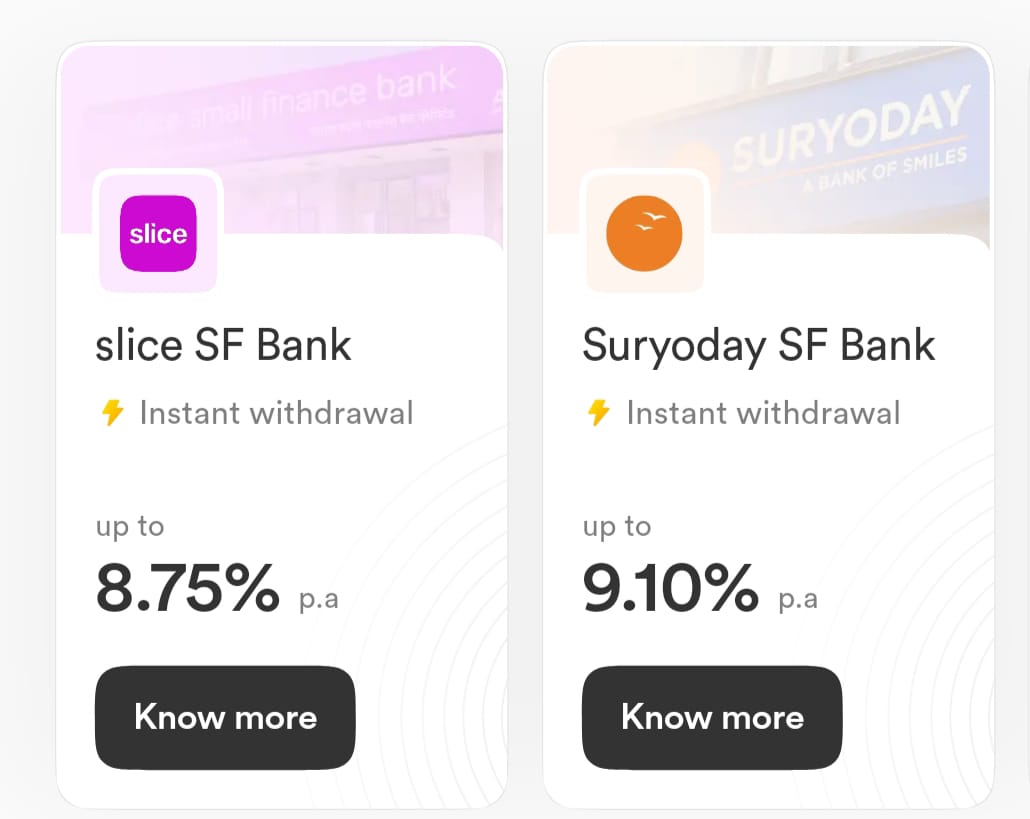 small finance bank
slice
slice SF Bank
Instant withdrawal
up to
8.75% p.a
Know more
SURYODAY
A BANK OF SMILES
Suryoday SF Bank
Instant withdrawal
up to
9.10% p.a
Know more